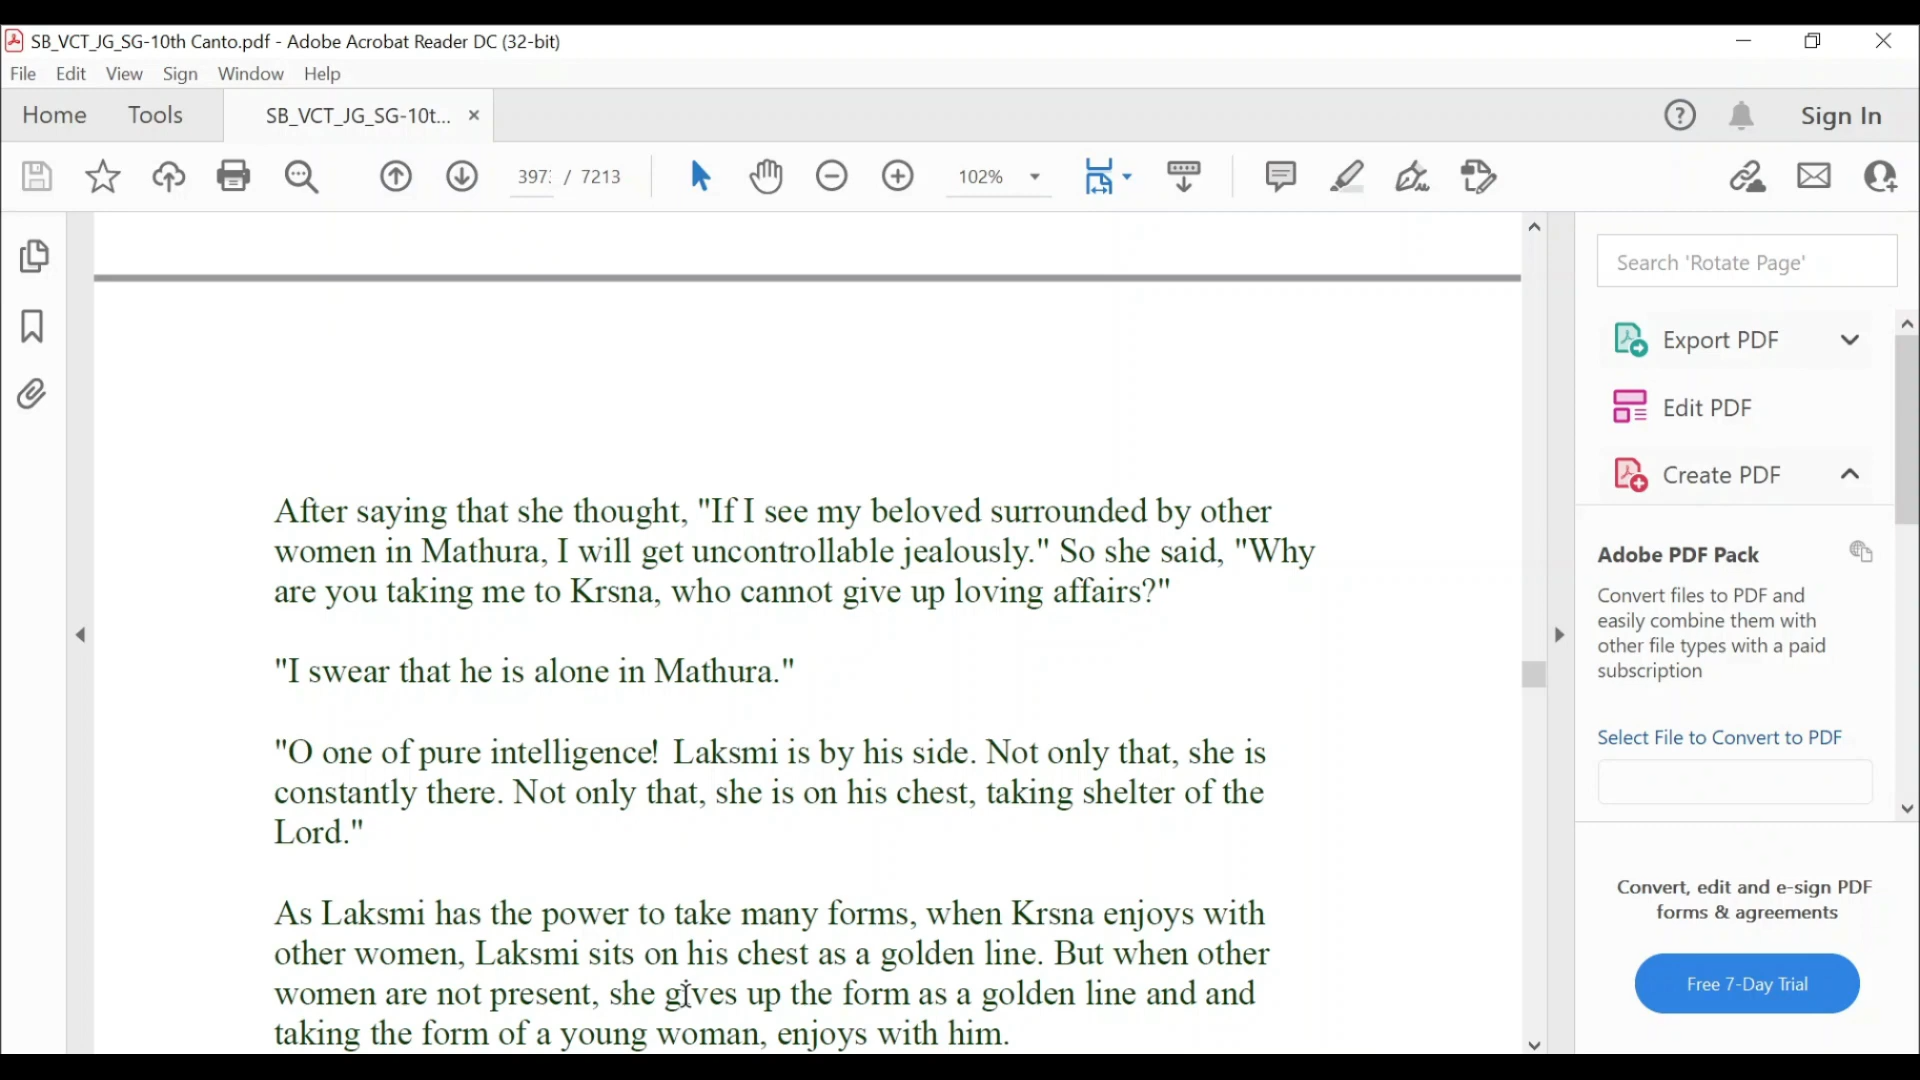 SB_VCT_JG_SG-10th Canto.pdf - Adobe Acrobat Reader DC (32-bit)
File Edit View Sign Window Help
Home Tools SB_VCT_JG_SG-10t... Sign In
397 / 7213 102%
Search 'Rotate Page'
Export PDF
Edit PDF
Create PDF
Adobe PDF Pack
Convert files to PDF and
easily combine them with
other file types with a paid
subscription
Select File to Convert to PDF
Convert, edit and e-sign PDF
forms & agreements
Free 7-Day Trial
After saying that she thought, "If I see my beloved surrounded by other
women in Mathura, I will get uncontrollable jealously." So she said, "Why
are you taking me to Krsna, who cannot give up loving affairs?"
"I swear that he is alone in Mathura."
"O one of pure intelligence! Laksmi is by his side. Not only that, she is
constantly there. Not only that, she is on his chest, taking shelter of the
Lord."
As Laksmi has the power to take many forms, when Krsna enjoys with
other women, Laksmi sits on his chest as a golden line. But when other
women are not present, she gives up the form as a golden line and and
taking the form of a young woman, enjoys with him.